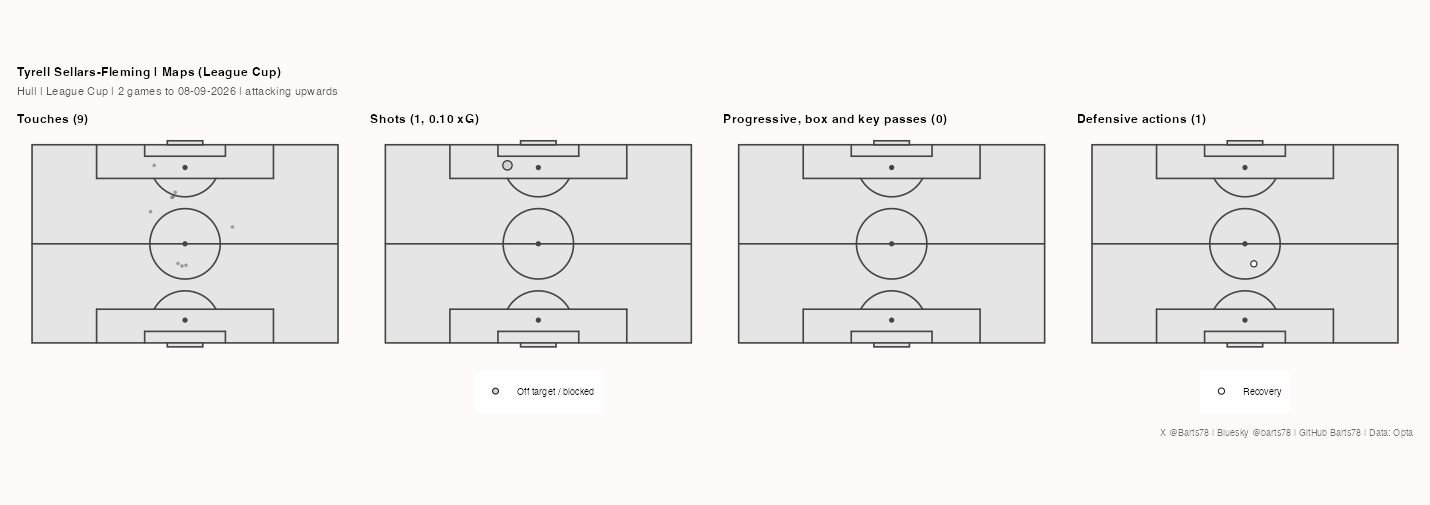 Tyrell Sellars-Fleming | Maps (League Cup)
Hull | League Cup | 2 games to 08-09-2026 | attacking upwards
Touches (9)
Shots (1, 0.10 xG)
Progressive, box and key passes (0)
Defensive actions (1)
Off target / blocked
Recovery
X @Barts78 | Bluesky @barts78 | GitHub Barts78 | Data: Opta